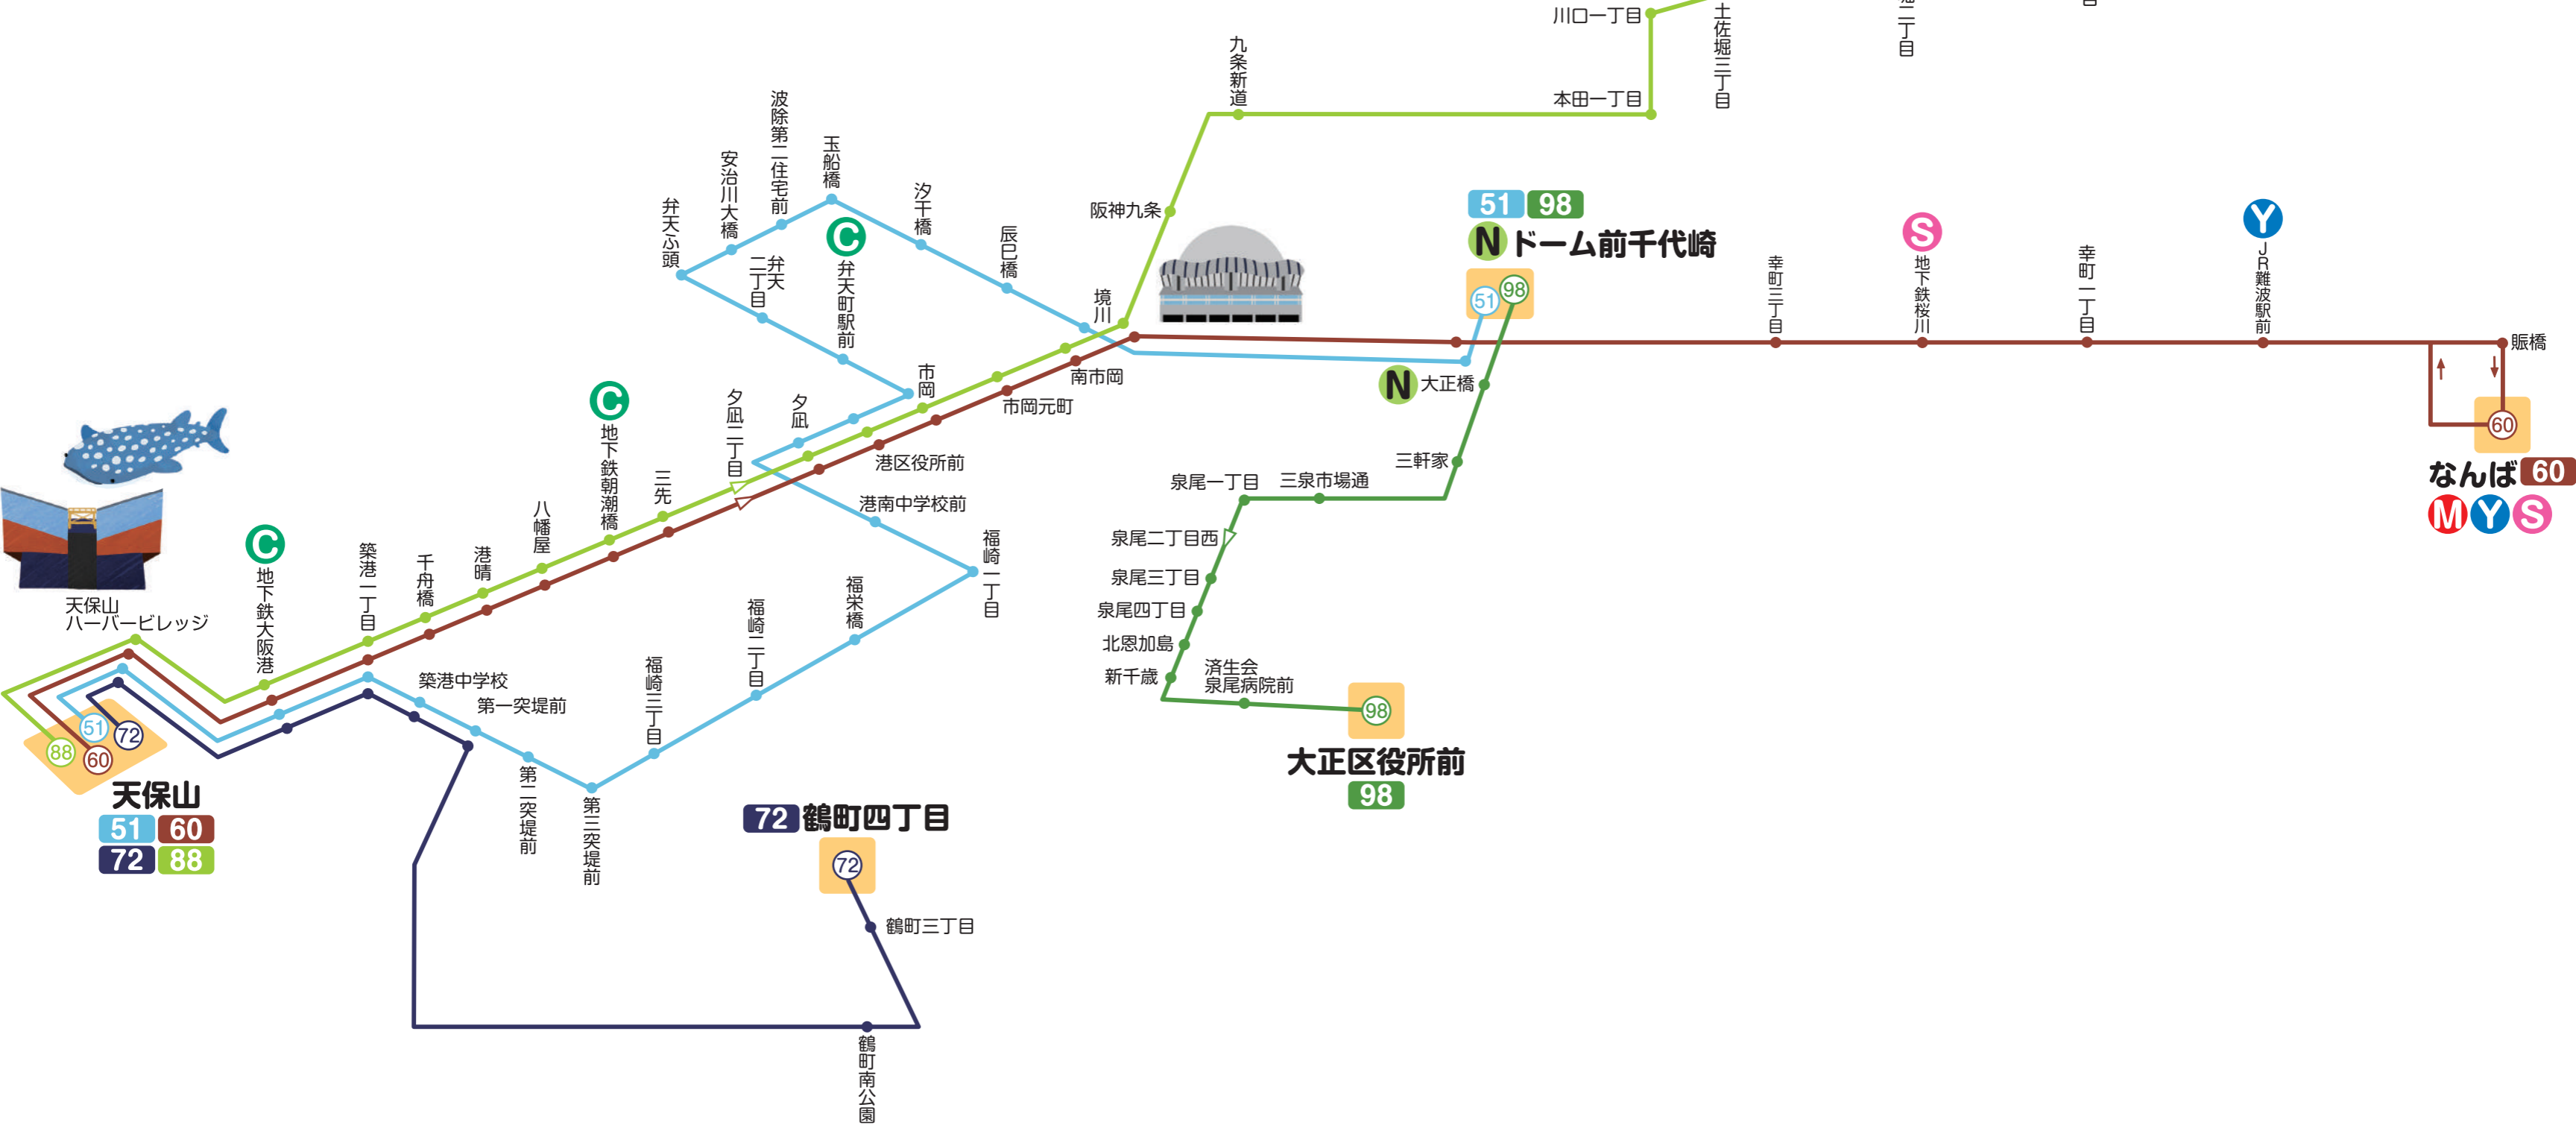 川口一丁目
土佐堀三丁目
二丁目
目
九条新道
本田一丁目
波除第二住宅前
玉船橋
安治川大橋
汐干橋
弁天ふ頭
辰巳橋
弁天
二丁目
C
弁天町駅前
阪神九条
境川
51 98
N ドーム前千代崎
51
98
幸町三丁目
S
地下鉄桜川
幸町一丁目
Y
JR難波駅前
賑橋
60
なんば 60
M Y S
N 大正橋
南市岡
市岡
市岡元町
夕凪
夕凪二丁目
港区役所前
C
地下鉄朝潮橋
三先
八幡屋
港晴
千舟橋
築港一丁目
C
地下鉄大阪港
天保山
ハーバービレッジ
港南中学校前
福崎一丁目
福栄橋
福崎二丁目
福崎三丁目
築港中学校
第一突堤前
第二突堤前
第三突堤前
三軒家
三泉市場通
泉尾一丁目
泉尾二丁目西
泉尾三丁目
泉尾四丁目
北恩加島
新千歳
済生会
泉尾病院前
98
大正区役所前
98
51
72
88
60
天保山
51 60
72 88
72 鶴町四丁目
72
鶴町三丁目
鶴町南公園